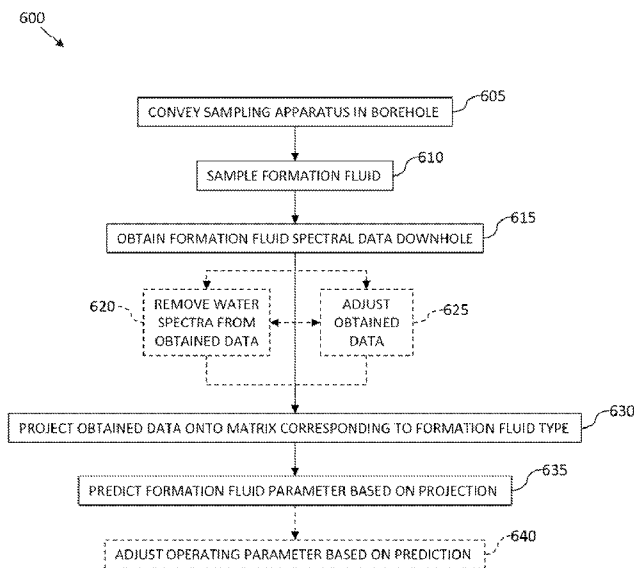 600
CONVEY SAMPLING APPARATUS IN BOREHOLE
605
SAMPLE FORMATION FLUID
610
OBTAIN FORMATION FLUID SPECTRAL DATA DOWNHOLE
615
620
REMOVE WATER
SPECTRA FROM
OBTAINED DATA
ADJUST
OBTAINED
DATA
625
PROJECT OBTAINED DATA ONTO MATRIX CORRESPONDING TO FORMATION FLUID TYPE
630
PREDICT FORMATION FLUID PARAMETER BASED ON PROJECTION
635
ADJUST OPERATING PARAMETER BASED ON PREDICTION
640